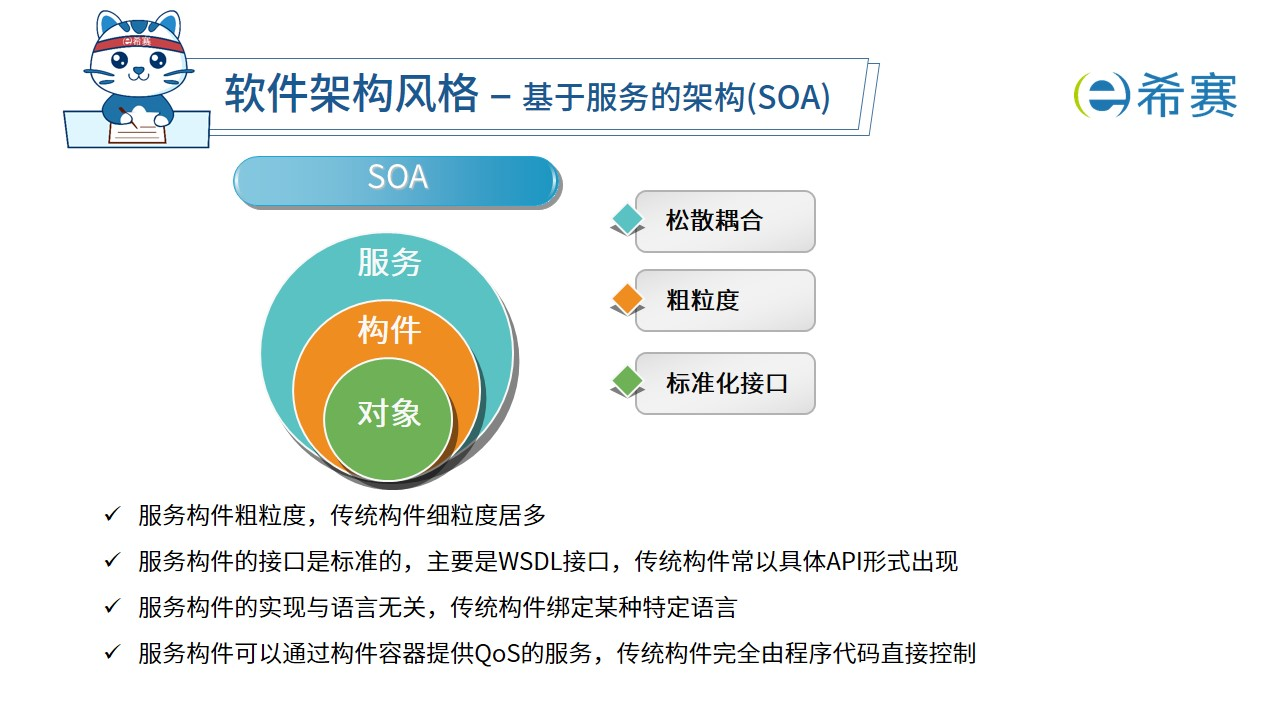 希赛
软件架构风格 – 基于服务的架构(SOA)
希赛
SOA
服务
构件
对象
松散耦合
粗粒度
标准化接口
✓ 服务构件粗粒度，传统构件细粒度居多
✓ 服务构件的接口是标准的，主要是WSDL接口，传统构件常以具体API形式出现
✓ 服务构件的实现与语言无关，传统构件绑定某种特定语言
✓ 服务构件可以通过构件容器提供QoS的服务，传统构件完全由程序代码直接控制